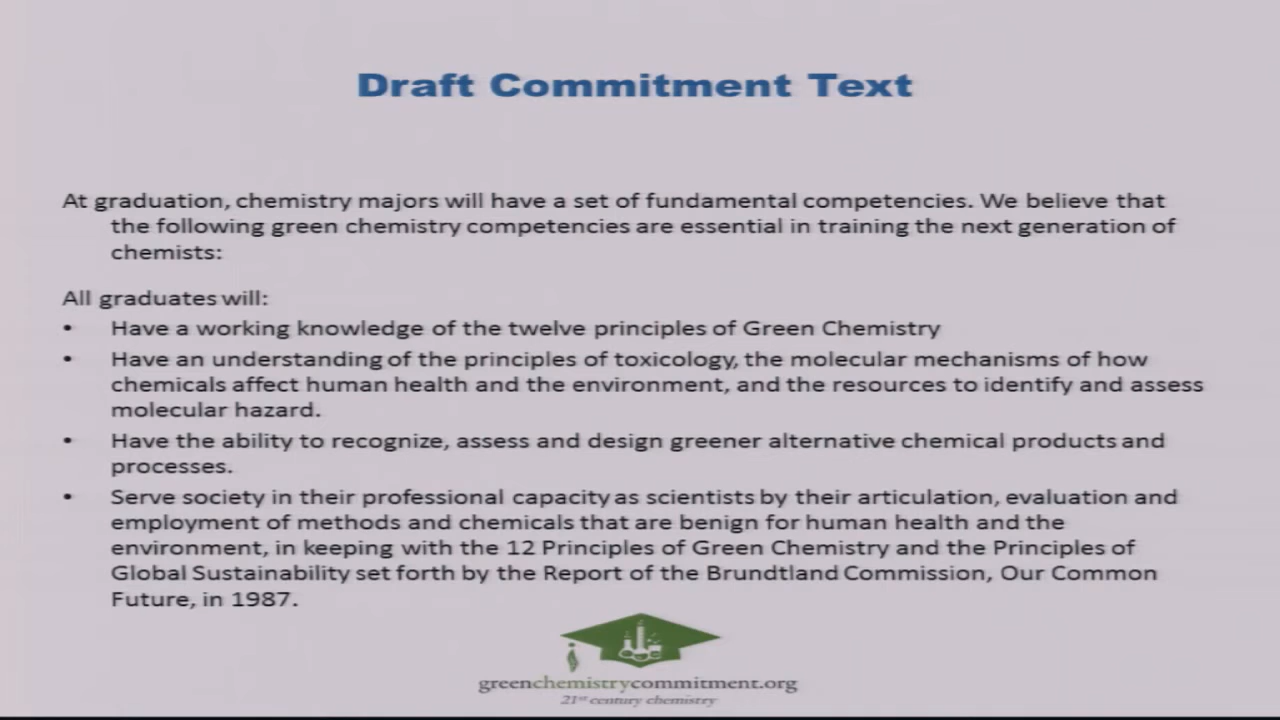 Draft Commitment Text
At graduation, chemistry majors will have a set of fundamental competencies. We believe that
the following green chemistry competencies are essential in training the next generation of
chemists:
All graduates will:
• Have a working knowledge of the twelve principles of Green Chemistry
• Have an understanding of the principles of toxicology, the molecular mechanisms of how
chemicals affect human health and the environment, and the resources to identify and assess
molecular hazard.
• Have the ability to recognize, assess and design greener alternative chemical products and
processes.
• Serve society in their professional capacity as scientists by their articulation, evaluation and
employment of methods and chemicals that are benign for human health and the
environment, in keeping with the 12 Principles of Green Chemistry and the Principles of
Global Sustainability set forth by the Report of the Brundtland Commission, Our Common
Future, in 1987.
greenchemistrycommitment.org
21st century chemistry